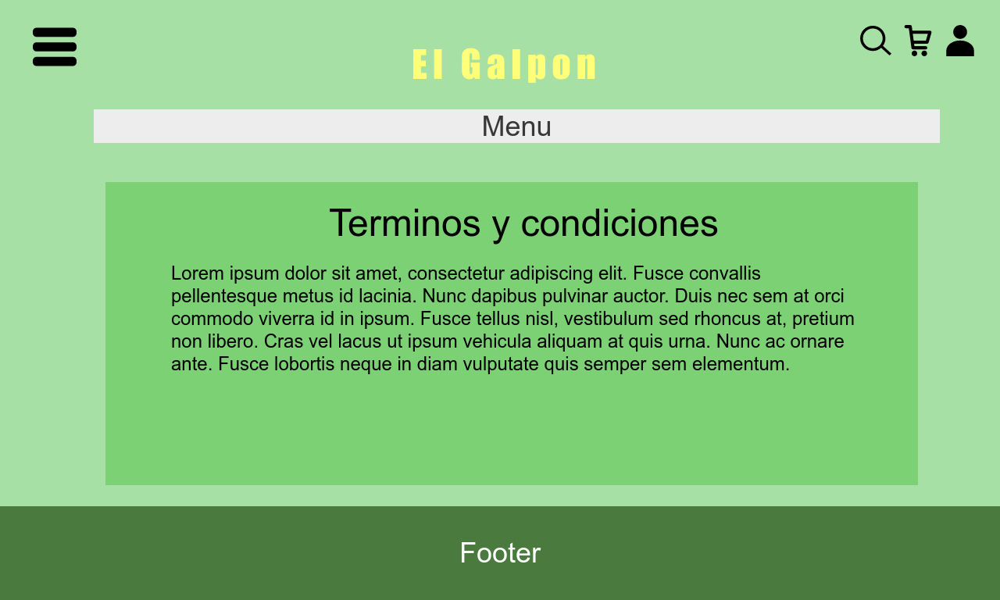 El Galpon
Menu
Terminos y condiciones
Lorem ipsum dolor sit amet, consectetur adipiscing elit. Fusce convallis
pellentesque metus id lacinia. Nunc dapibus pulvinar auctor. Duis nec sem at orci
commodo viverra id in ipsum. Fusce tellus nisl, vestibulum sed rhoncus at, pretium
non libero. Cras vel lacus ut ipsum vehicula aliquam at quis urna. Nunc ac ornare
ante. Fusce lobortis neque in diam vulputate quis semper sem elementum.
Footer